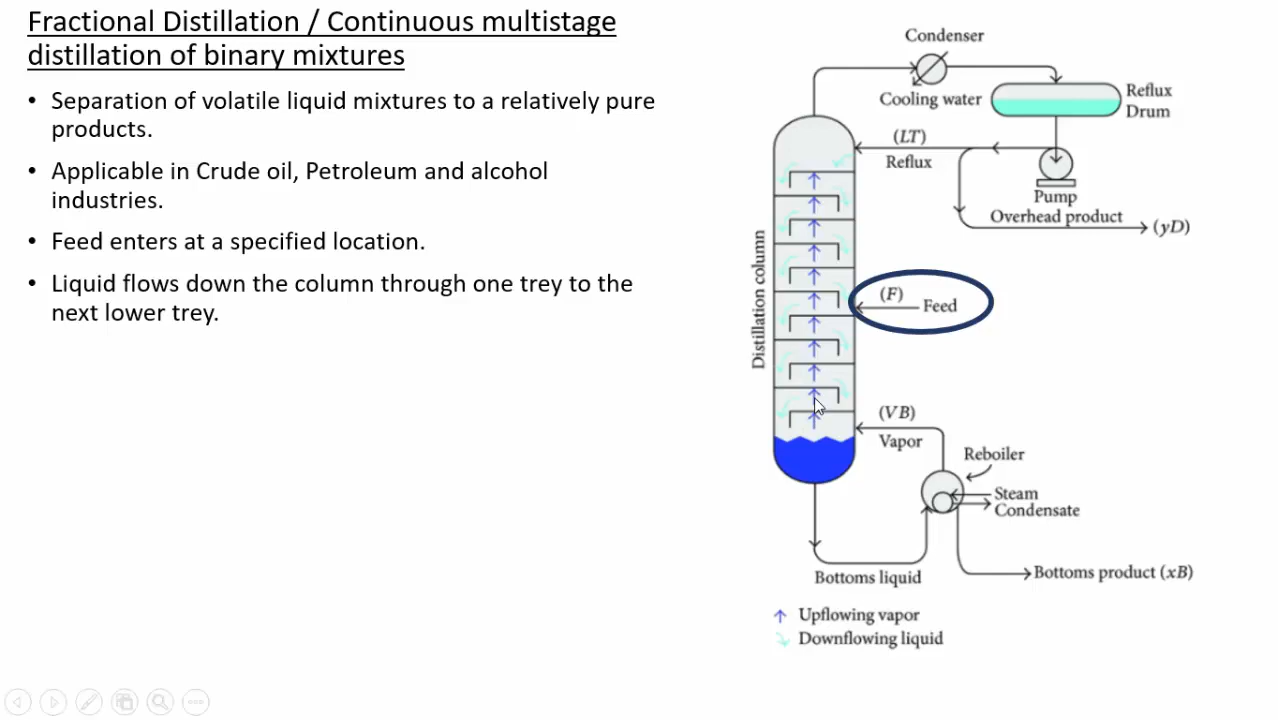 Fractional Distillation / Continuous multistage
distillation of binary mixtures
• Separation of volatile liquid mixtures to a relatively pure
products.
• Applicable in Crude oil, Petroleum and alcohol
industries.
• Feed enters at a specified location.
• Liquid flows down the column through one trey to the
next lower trey.
Condenser
Cooling water
Reflux
Drum
(LT)
Reflux
Pump
Overhead product
(yD)
Distillation column
(F)
Feed
(VB)
Vapor
Reboiler
Steam
Condensate
Bottoms liquid
Bottoms product (xB)
Upflowing vapor
Downflowing liquid